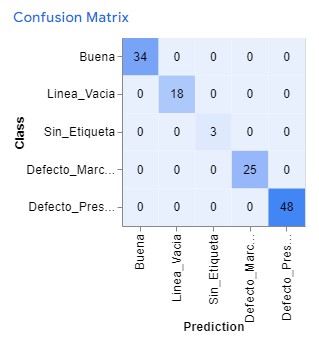 Confusion Matrix
Class
Buena 34 0 0 0 0
Linea_Vacia 0 18 0 0 0
Sin_Etiqueta 0 0 3 0 0
Defecto_Marc... 0 0 0 25 0
Defecto_Pres... 0 0 0 0 48
Buena
Linea_Vacia
Sin_Etiqueta
Defecto_Marc...
Defecto_Pres...
Prediction